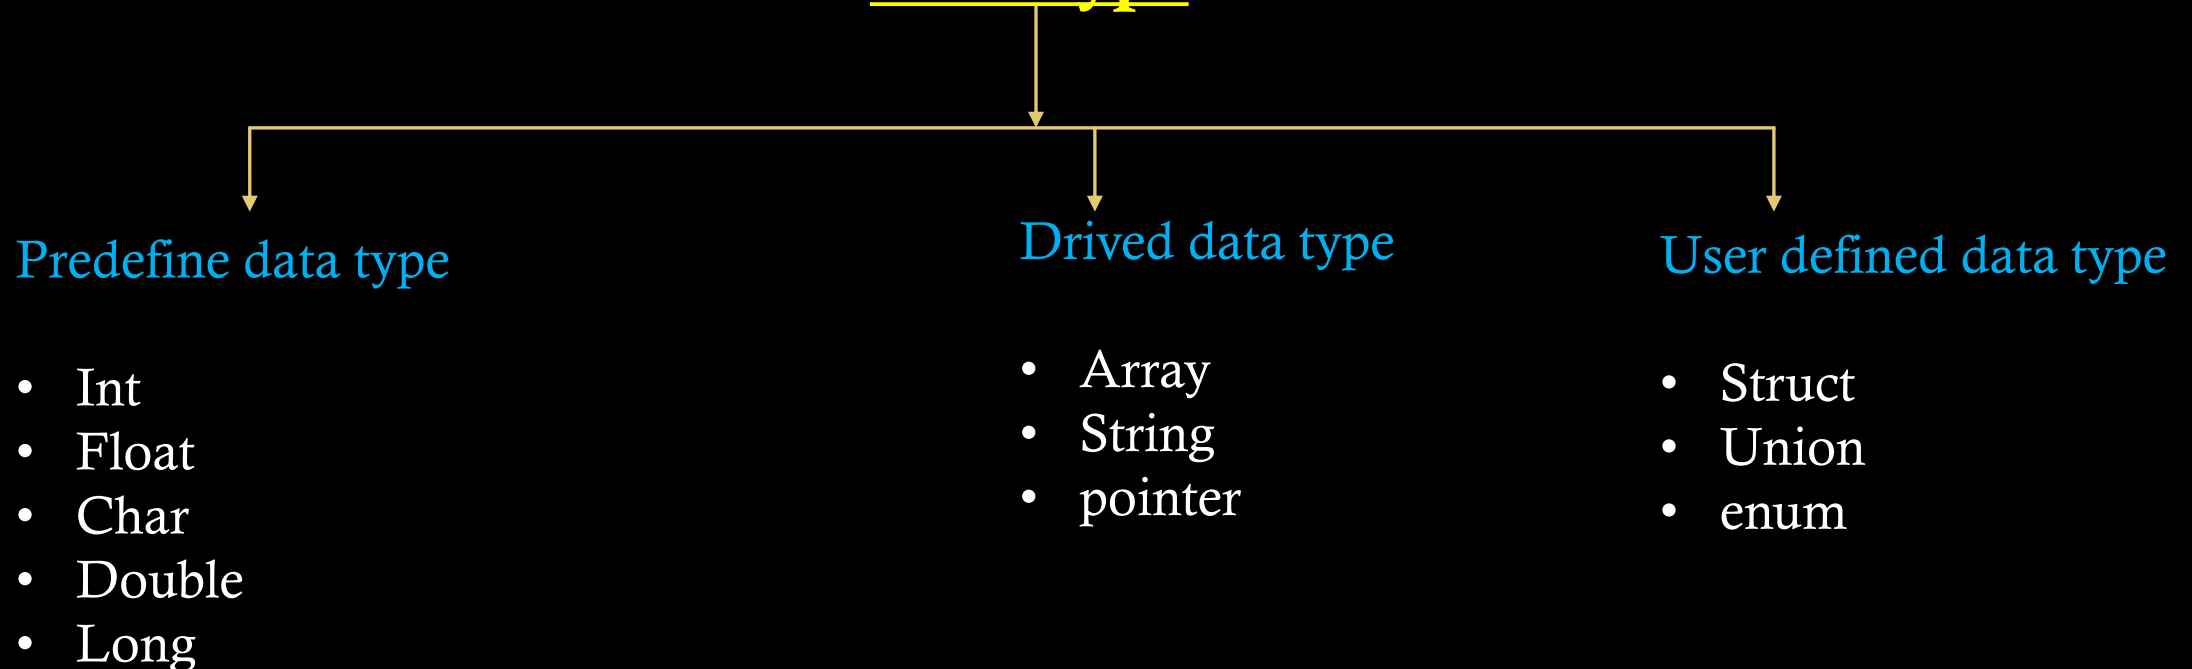 Predefine data type
• Int
• Float
• Char
• Double
• Long
Drived data type
• Array
• String
• pointer
User defined data type
• Struct
• Union
• enum